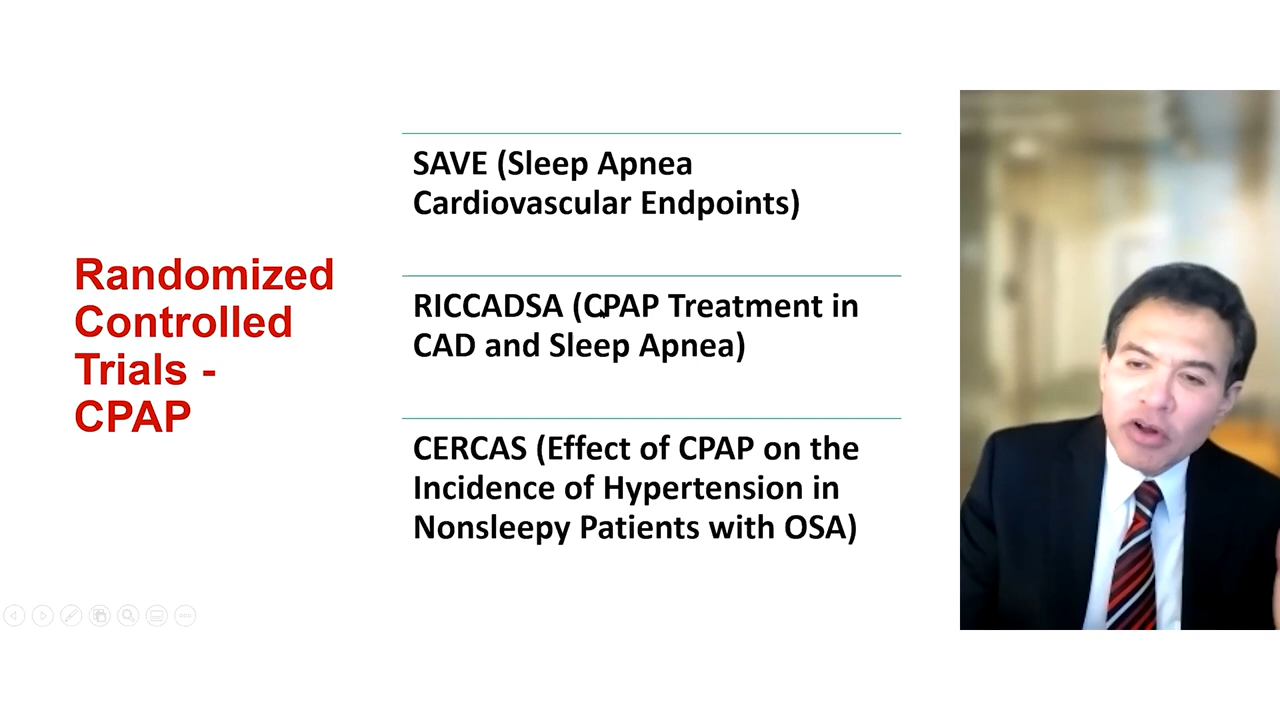 Randomized
Controlled
Trials -
CPAP
SAVE (Sleep Apnea
Cardiovascular Endpoints)
RICCADSA (CPAP Treatment in
CAD and Sleep Apnea)
CERCAS (Effect of CPAP on the
Incidence of Hypertension in
Nonsleepy Patients with OSA)